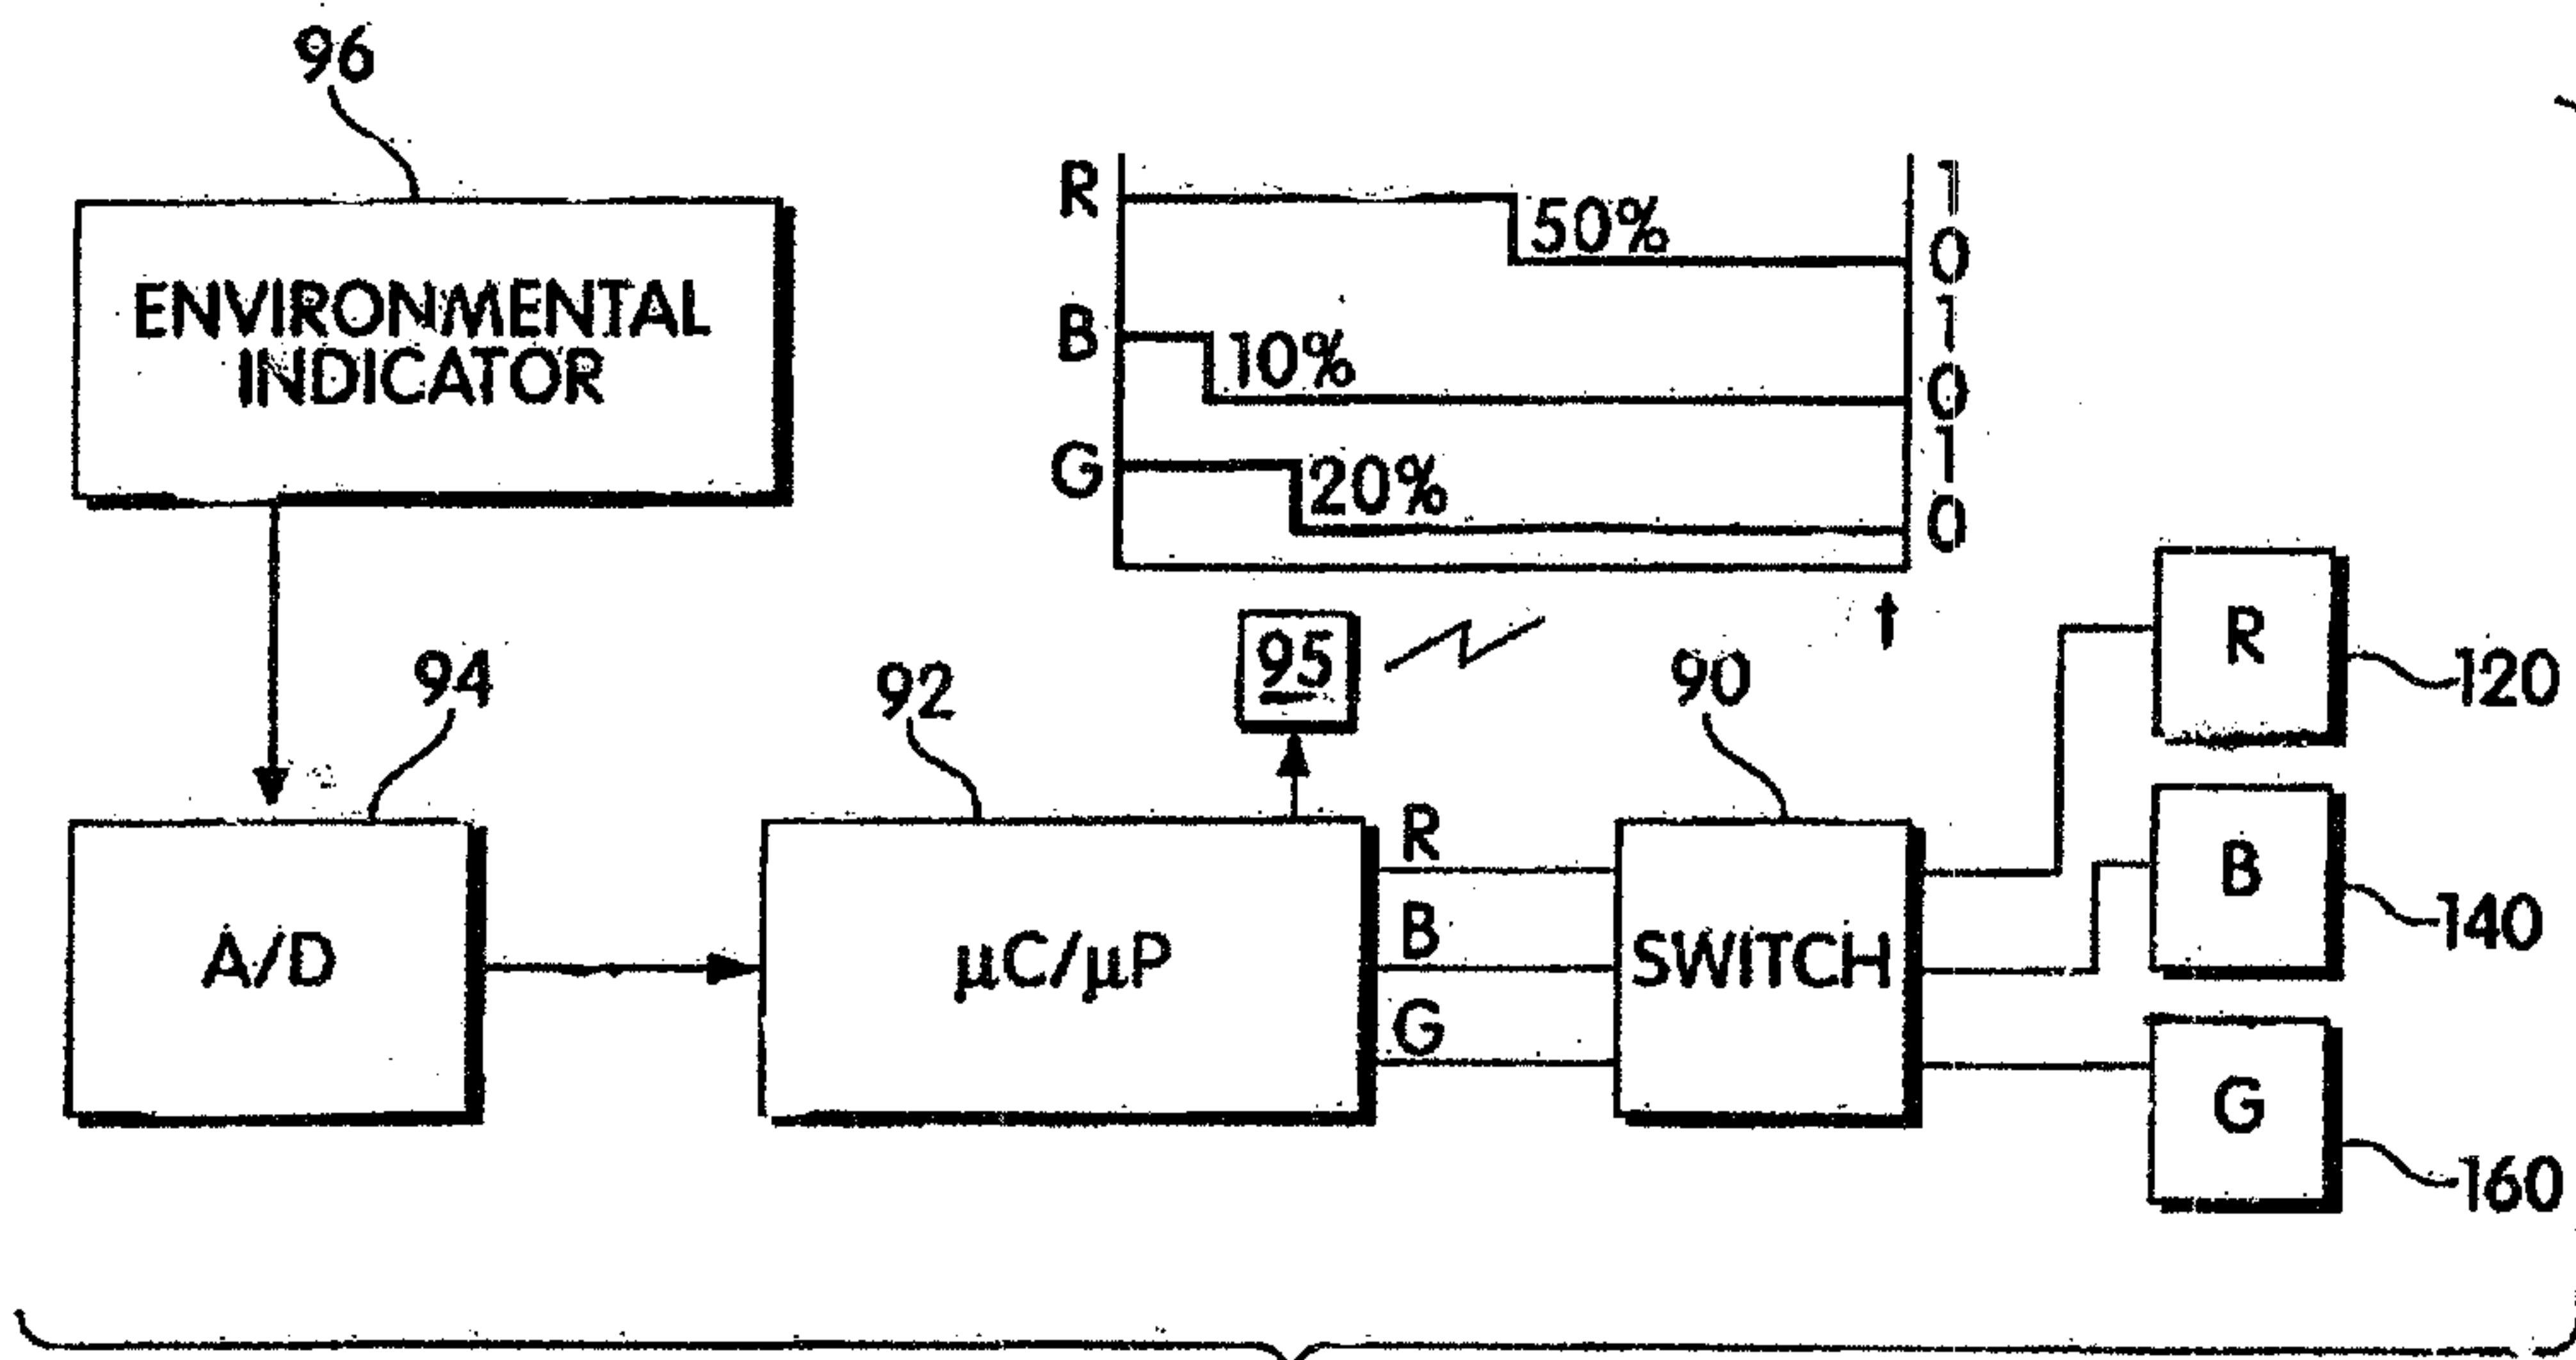 96
ENVIRONMENTAL
INDICATOR
R
50%
1
0
B
10%
1
0
G
20%
1
0
t
95
94
92
90
A/D
µC/µP
R
B
G
SWITCH
R
120
B
140
G
160